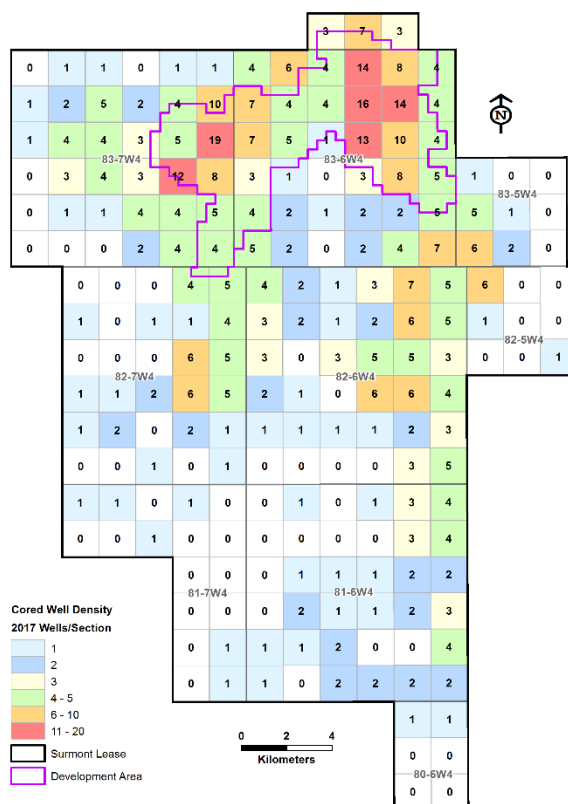 3 7 3
0 1 1 0 1 1 4 6 4 14 8 4
1 2 5 2 4 10 7 4 4 16 14 4
N
1 4 4 3 5 19 7 5 1 13 10 4
83-7W4 83-6W4
0 3 4 3 12 8 3 1 0 3 8 5 1 0 0
83-5W4
0 1 1 4 4 5 4 2 1 2 2 5 5 1 0
0 0 0 2 4 4 5 2 0 2 4 7 6 2 0
0 0 0 4 5 4 2 1 3 7 5 6 0 0
1 0 1 1 4 3 2 1 2 6 5 1 0 0
82-5W4
0 0 0 6 5 3 0 3 5 5 3 0 0 1
82-7W4 82-6W4
1 1 2 6 5 2 1 0 6 6 4
1 2 0 2 1 1 1 1 1 2 3
0 0 1 0 1 0 0 0 0 3 5
1 1 0 1 0 0 1 0 1 3 4
0 0 1 0 0 0 0 0 0 3 4
0 0 0 1 1 1 2 2
81-7W4 81-6W4
0 0 0 2 1 1 2 3
0 1 1 1 2 0 0 4
0 1 1 0 2 2 2 2
1 1
0 0
80-6W4
0 0
Cored Well Density
2017 Wells/Section
1
2
3
4 - 5
6 - 10
11 - 20
Surmont Lease
Development Area
0 2 4
Kilometers